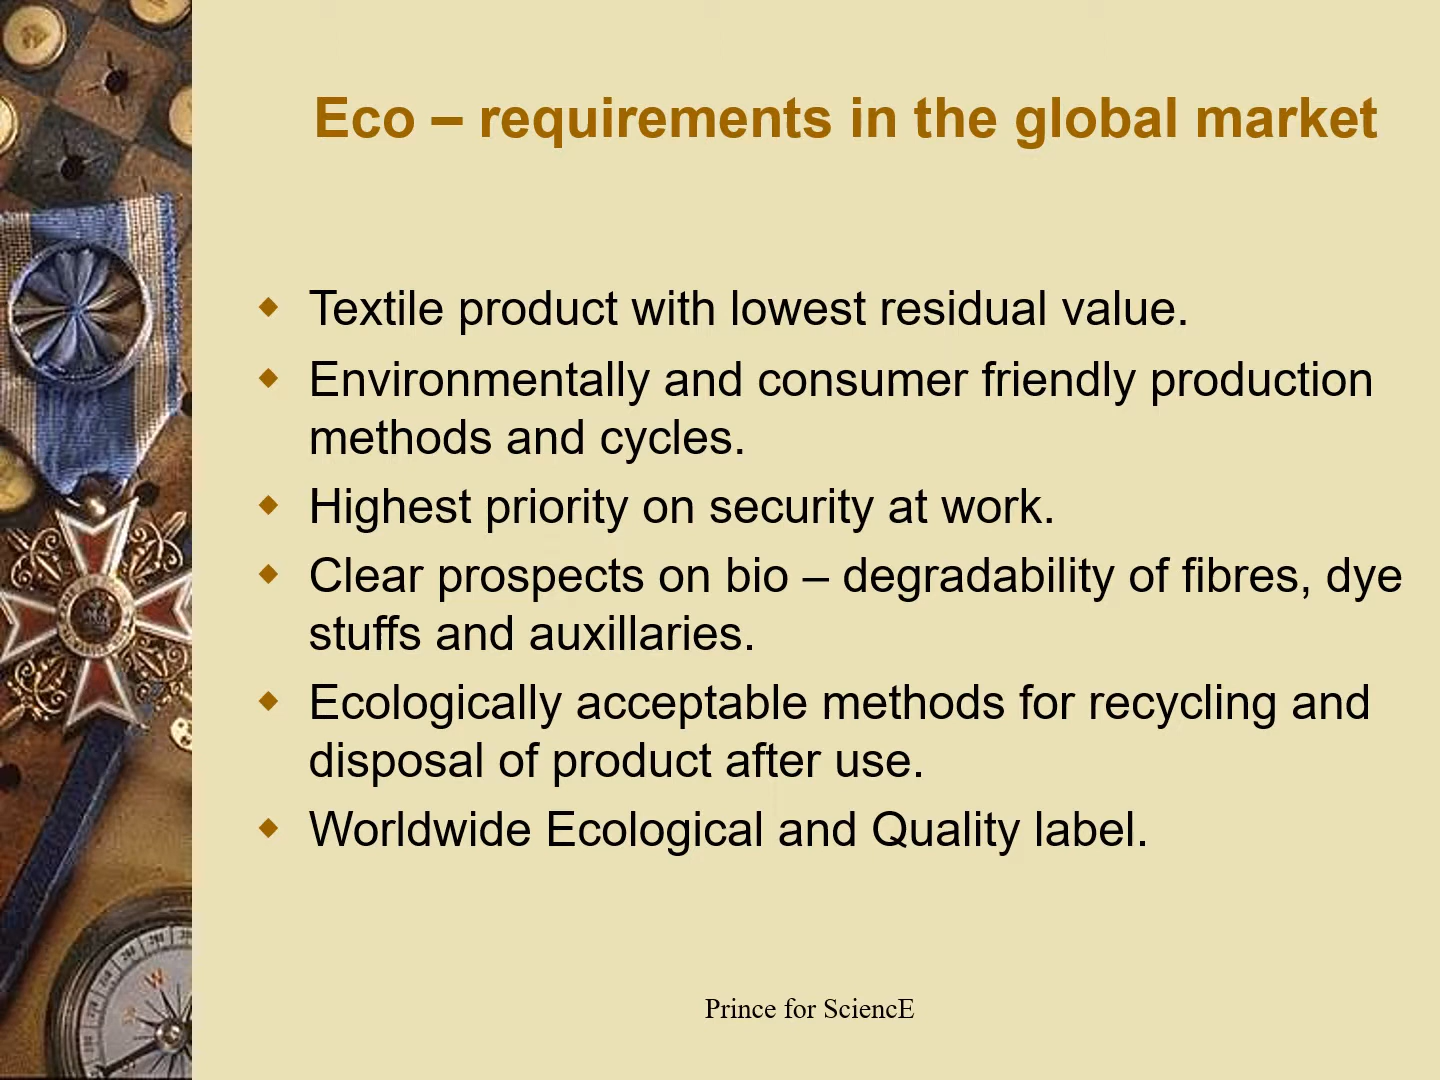 Eco – requirements in the global market
Textile product with lowest residual value.
Environmentally and consumer friendly production
methods and cycles.
Highest priority on security at work.
Clear prospects on bio – degradability of fibres, dye
stuffs and auxillaries.
Ecologically acceptable methods for recycling and
disposal of product after use.
Worldwide Ecological and Quality label.
W
Prince for SciencE